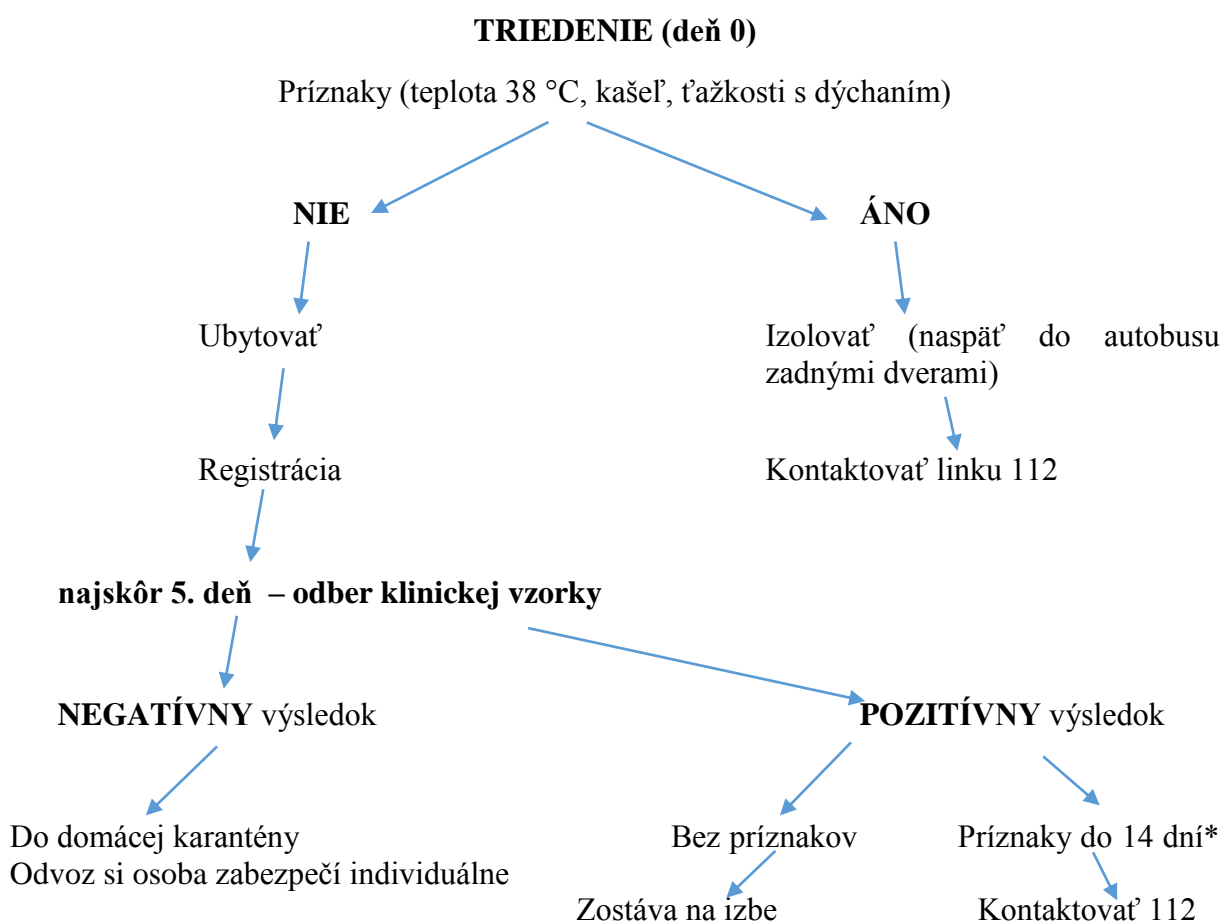 TRIEDENIE (deň 0)
Príznaky (teplota 38 °C, kašeľ, ťažkosti s dýchaním)
NIE
ÁNO
Ubytovať
Izolovať (naspäť do autobusu
zadnými dverami)
Registrácia
Kontaktovať linku 112
najskôr 5. deň – odber klinickej vzorky
NEGATÍVNY výsledok
POZITÍVNY výsledok
Do domácej karantény
Odvoz si osoba zabezpečí individuálne
Bez príznakov
Príznaky do 14 dní*
Zostáva na izbe
Kontaktovať 112